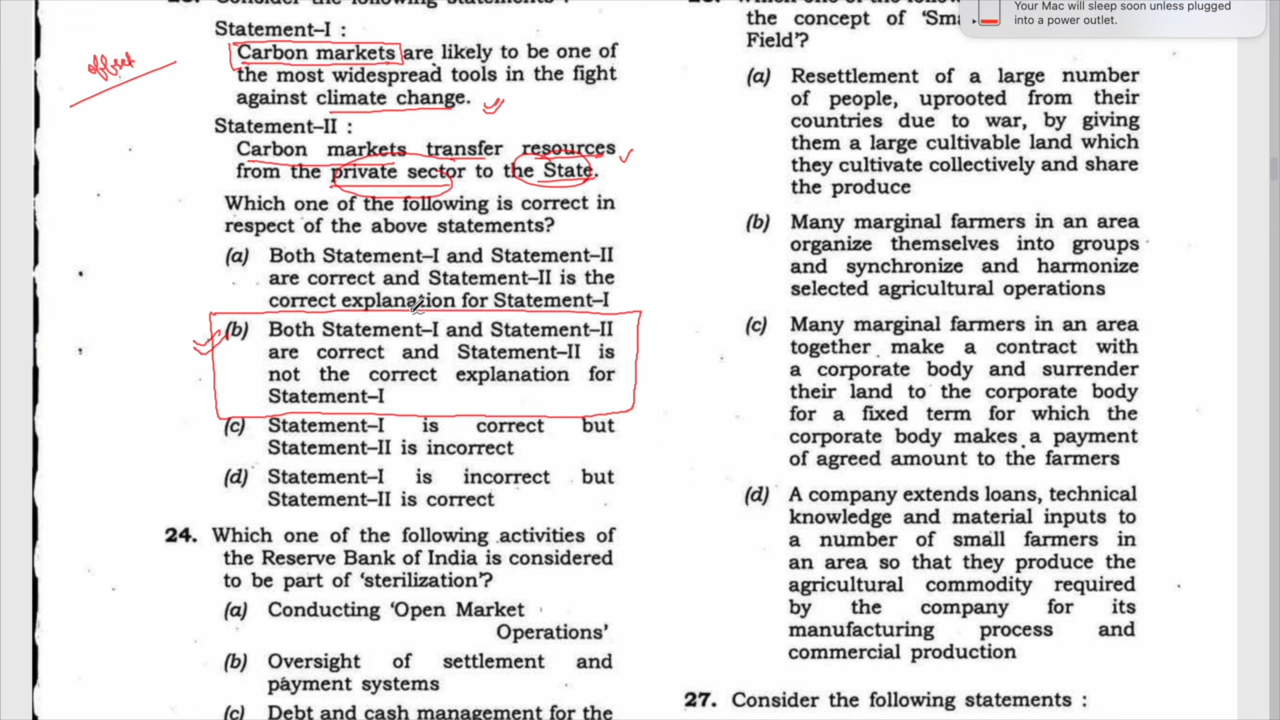 Consider the following statements :
Statement–I :
Carbon markets are likely to be one of
the most widespread tools in the fight
against climate change.
Statement–II :
Carbon markets transfer resources
from the private sector to the State.
Which one of the following is correct in
respect of the above statements?
(a) Both Statement–I and Statement–II
are correct and Statement–II is the
correct explanation for Statement–I
(b) Both Statement–I and Statement–II
are correct and Statement–II is
not the correct explanation for
Statement–I
(c) Statement–I is correct but
Statement–II is incorrect
(d) Statement–I is incorrect but
Statement–II is correct
24. Which one of the following activities of
the Reserve Bank of India is considered
to be part of 'sterilization'?
(a) Conducting 'Open Market
Operations'
(b) Oversight of settlement and
payment systems
(c) Debt and cash management for the
the concept of 'Sma
Field'?
(a) Resettlement of a large number
of people, uprooted from their
countries due to war, by giving
them a large cultivable land which
they cultivate collectively and share
the produce
(b) Many marginal farmers in an area
organize themselves into groups
and synchronize and harmonize
selected agricultural operations
(c) Many marginal farmers in an area
together make a contract with
a corporate body and surrender
their land to the corporate body
for a fixed term for which the
corporate body makes a payment
of agreed amount to the farmers
(d) A company extends loans, technical
knowledge and material inputs to
a number of small farmers in
an area so that they produce the
agricultural commodity required
by the company for its
manufacturing process and
commercial production
27. Consider the following statements :
Your Mac will sleep soon unless plugged
into a power outlet.